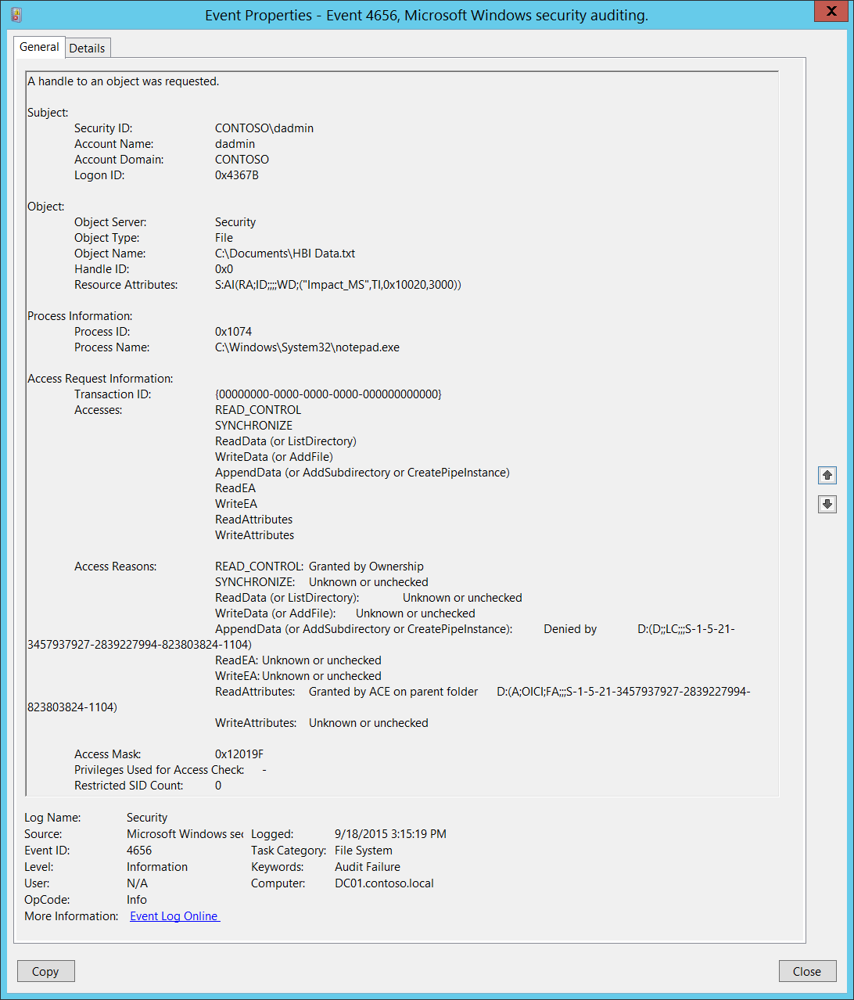 Event Properties - Event 4656, Microsoft Windows security auditing.
General Details
A handle to an object was requested.
Subject:
Security ID: CONTOSO\dadmin
Account Name: dadmin
Account Domain: CONTOSO
Logon ID: 0x4367B
Object:
Object Server: Security
Object Type: File
Object Name: C:\Documents\HBI Data.txt
Handle ID: 0x0
Resource Attributes: S:AI(RA;ID;;;;WD;("Impact_MS",TI,0x10020,3000))
Process Information:
Process ID: 0x1074
Process Name: C:\Windows\System32\notepad.exe
Access Request Information:
Transaction ID: {00000000-0000-0000-0000-000000000000}
Accesses: READ_CONTROL
SYNCHRONIZE
ReadData (or ListDirectory)
WriteData (or AddFile)
AppendData (or AddSubdirectory or CreatePipeInstance)
ReadEA
WriteEA
ReadAttributes
WriteAttributes
Access Reasons: READ_CONTROL: Granted by Ownership
SYNCHRONIZE: Unknown or unchecked
ReadData (or ListDirectory): Unknown or unchecked
WriteData (or AddFile): Unknown or unchecked
AppendData (or AddSubdirectory or CreatePipeInstance): Denied by D:(D;;LC;;;S-1-5-21-
3457937927-2839227994-823803824-1104)
ReadEA: Unknown or unchecked
WriteEA: Unknown or unchecked
ReadAttributes: Granted by ACE on parent folder D:(A;OICI;FA;;;S-1-5-21-3457937927-2839227994-
823803824-1104)
WriteAttributes: Unknown or unchecked
Access Mask: 0x12019F
Privileges Used for Access Check: -
Restricted SID Count: 0
Log Name: Security
Source: Microsoft Windows sec Logged: 9/18/2015 3:15:19 PM
Event ID: 4656 Task Category: File System
Level: Information Keywords: Audit Failure
User: N/A Computer: DC01.contoso.local
OpCode: Info
More Information: Event Log Online
Copy Close